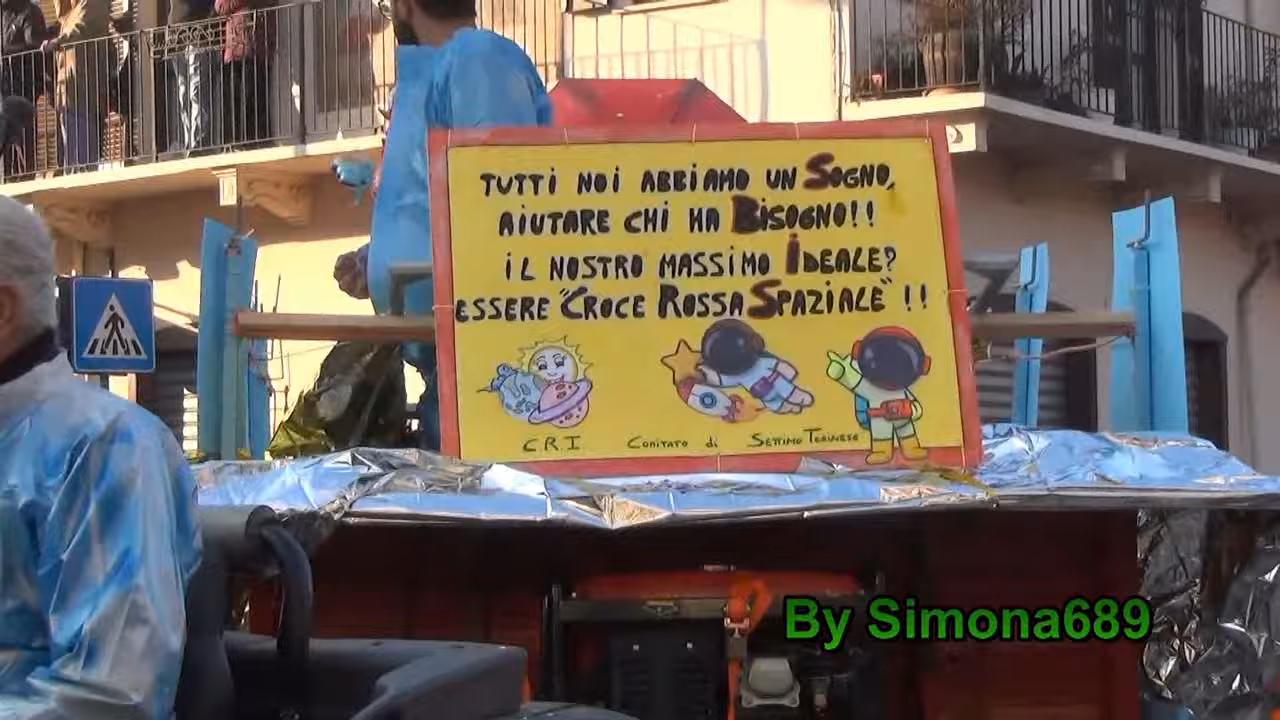 TUTTI NOI ABBIAMO UN SOGNO,
AIUTARE CHI HA BISOGNO!!
IL NOSTRO MASSIMO IDEALE?
ESSERE "CROCE ROSSA SPAZIALE" !!
C.R.I Comitato di Settimo Torinese
By Simona689